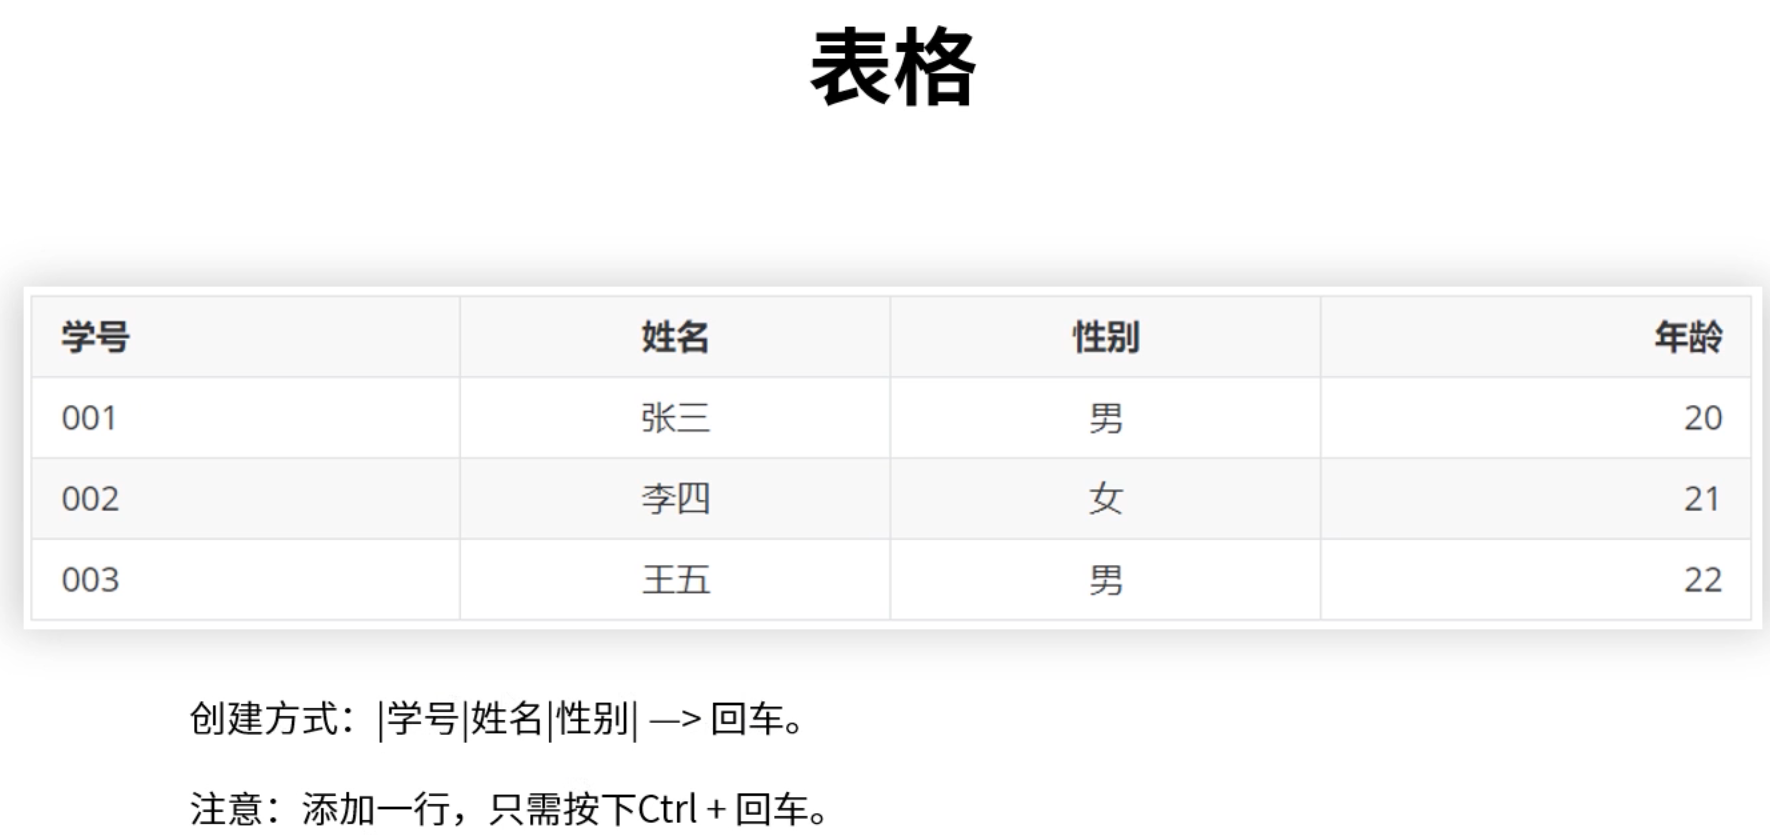 表格
学号 姓名 性别 年龄
001 张三 男 20
002 李四 女 21
003 王五 男 22
创建方式：|学号|姓名|性别| —> 回车。
注意：添加一行，只需按下Ctrl + 回车。